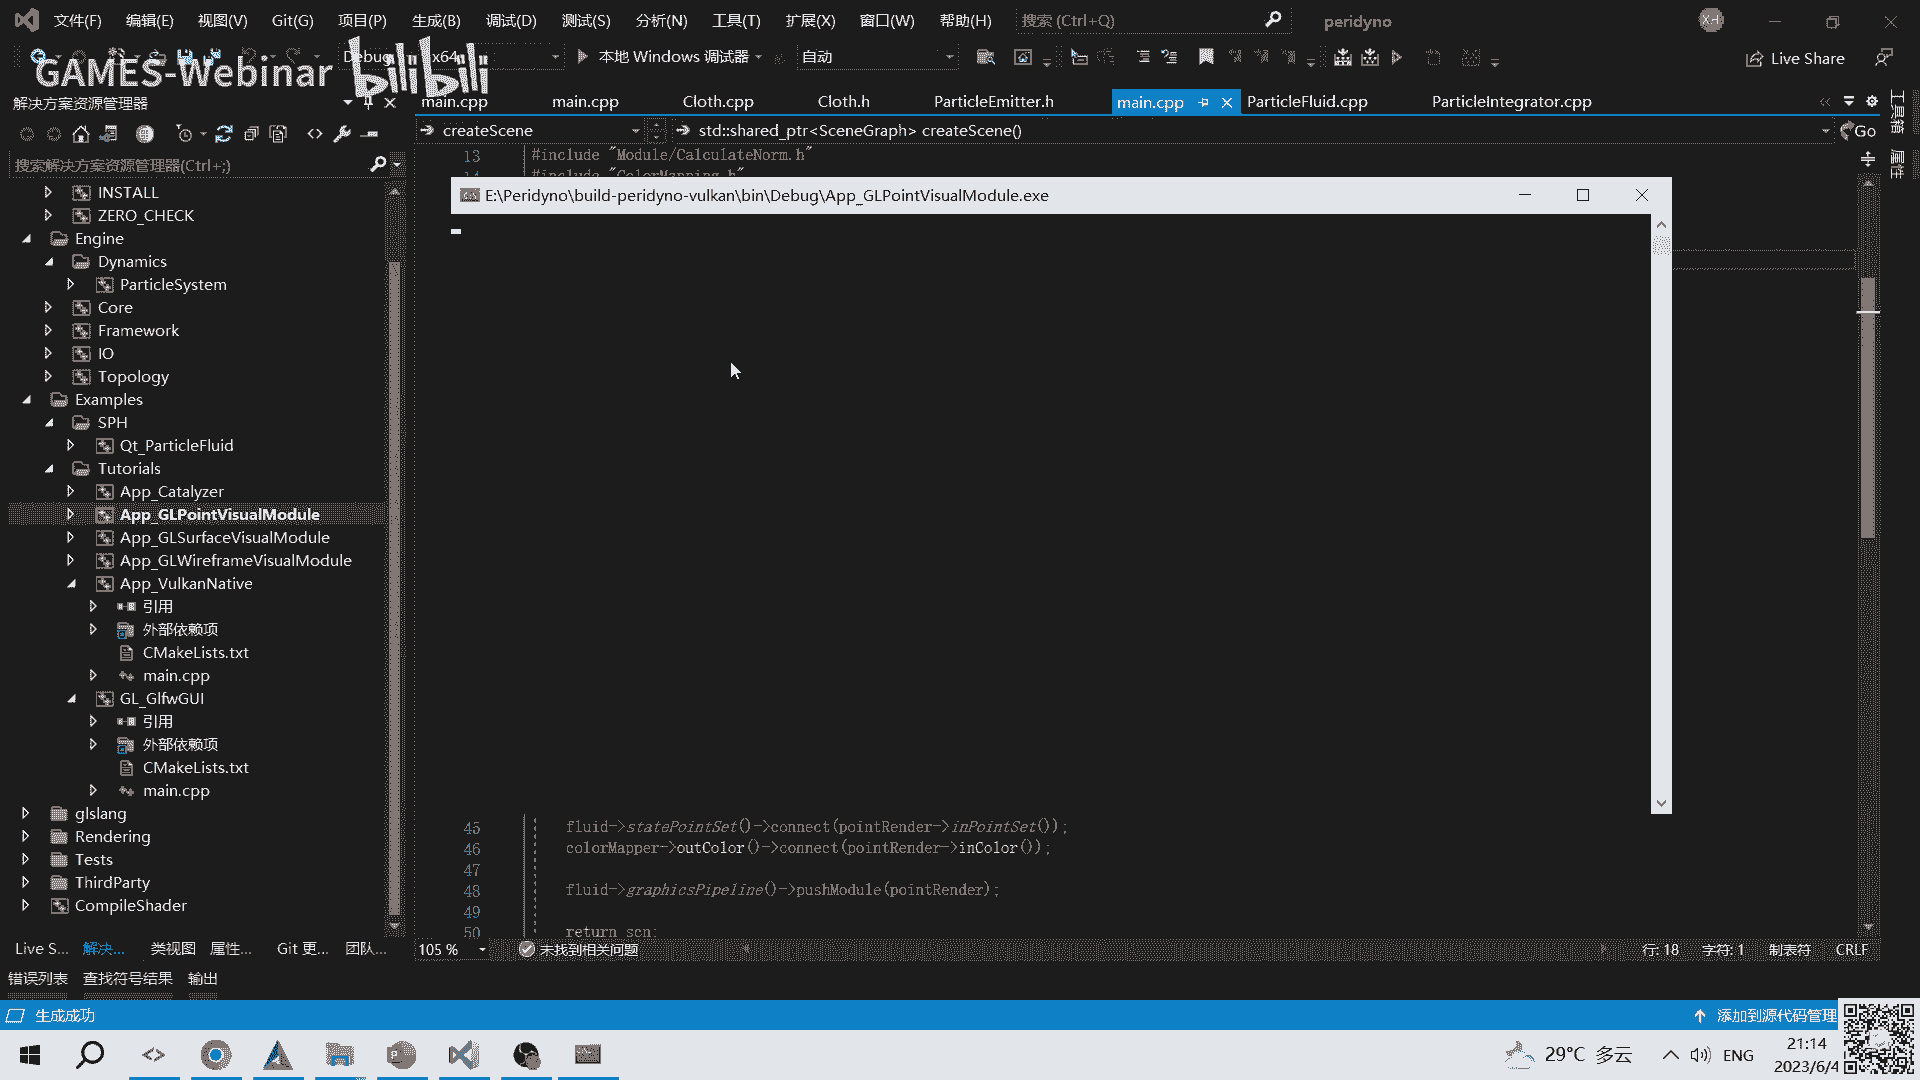 文件(F) 编辑(E) 视图(V) Git(G) 项目(P) 生成(B) 调试(D) 测试(S) 分析(N) 工具(T) 扩展(X) 窗口(W) 帮助(H) 搜索 (Ctrl+Q) peridyno XH
Debug x64 本地 Windows 调试器 自动 Live Share
GAMES-Webinar bilibili
解决方案资源管理器
main.cpp main.cpp Cloth.cpp Cloth.h ParticleEmitter.h main.cpp ParticleFluid.cpp ParticleIntegrator.cpp
工具箱
属性
createScene std::shared_ptr<SceneGraph> createScene() Go
搜索解决方案资源管理器(Ctrl+;)
13 #include "Module/CalculateNorm.h"
14 #include "ColorMapping.h"
E:\Peridyno\build-peridyno-vulkan\bin\Debug\App_GLPointVisualModule.exe
INSTALL
ZERO_CHECK
Engine
Dynamics
ParticleSystem
Core
Framework
IO
Topology
Examples
SPH
Qt_ParticleFluid
Tutorials
App_Catalyzer
App_GLPointVisualModule
App_GLSurfaceVisualModule
App_GLWireframeVisualModule
App_VulkanNative
引用
外部依赖项
CMakeLists.txt
main.cpp
GL_GlfwGUI
引用
外部依赖项
CMakeLists.txt
main.cpp
glslang
Rendering
Tests
ThirdParty
CompileShader
45 fluid->statePointSet()->connect(pointRender->inPointSet());
46 colorMapper->outColor()->connect(pointRender->inColor());
47
48 fluid->graphicsPipeline()->pushModule(pointRender);
49
50 return scn;
Live S... 解决... 类视图 属性... Git 更... 团队...
105 % 未找到相关问题 行: 18 字符: 1 制表符 CRLF
错误列表 查找符号结果 输出
生成成功 添加到源代码管理
29°C 多云 ENG 21:14
2023/6/4